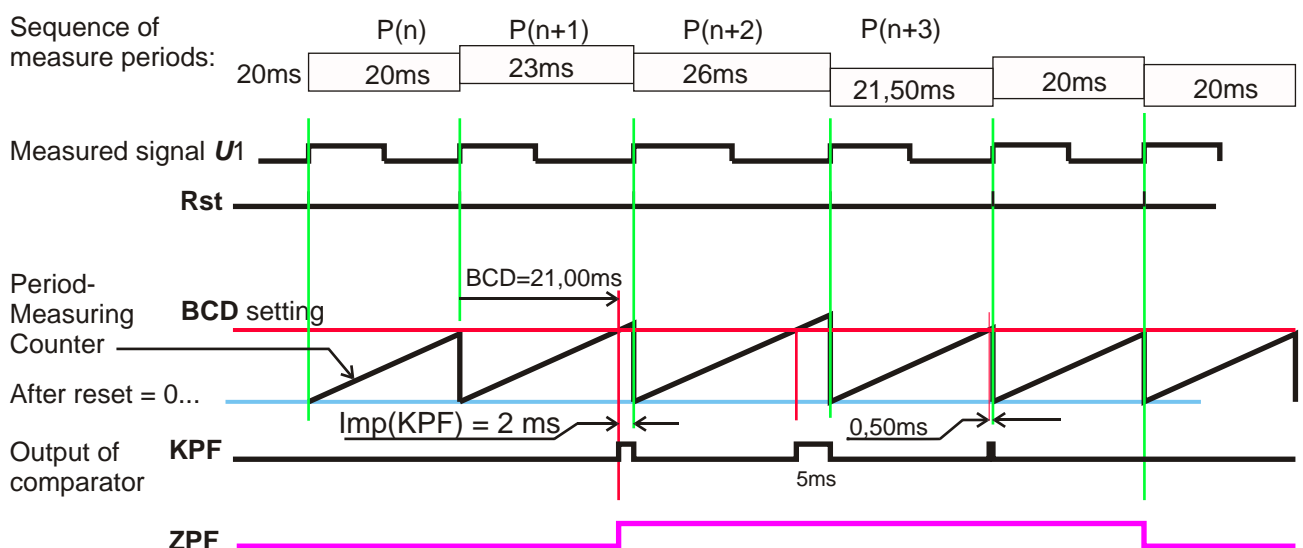 Sequence of
measure periods:
P(n) P(n+1) P(n+2) P(n+3)
20ms 20ms 23ms 26ms 21,50ms 20ms 20ms
Measured signal U1
Rst
Period-
Measuring
Counter
BCD=21,00ms
BCD setting
After reset = 0...
Imp(KPF) = 2 ms
0,50ms
Output of
comparator
KPF
5ms
ZPF